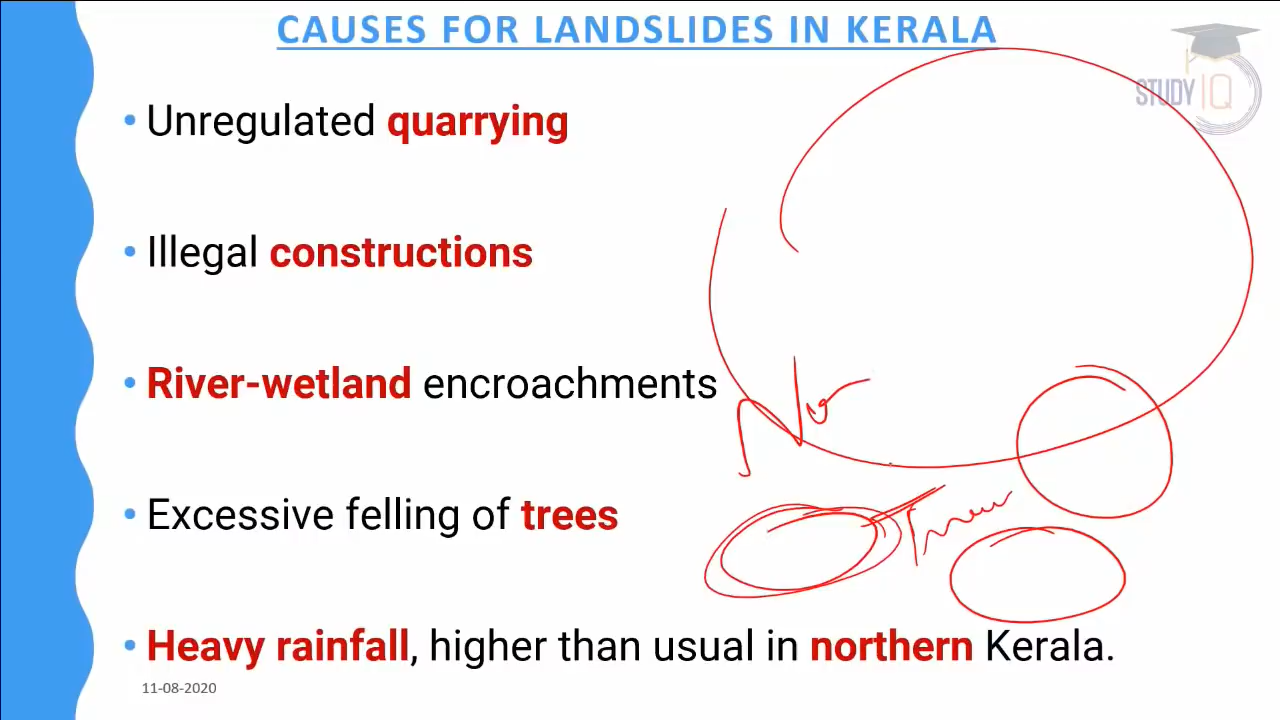 CAUSES FOR LANDSLIDES IN KERALA
STUDY IQ
• Unregulated quarrying
• Illegal constructions
• River-wetland encroachments
• Excessive felling of trees
• Heavy rainfall, higher than usual in northern Kerala.
11-08-2020